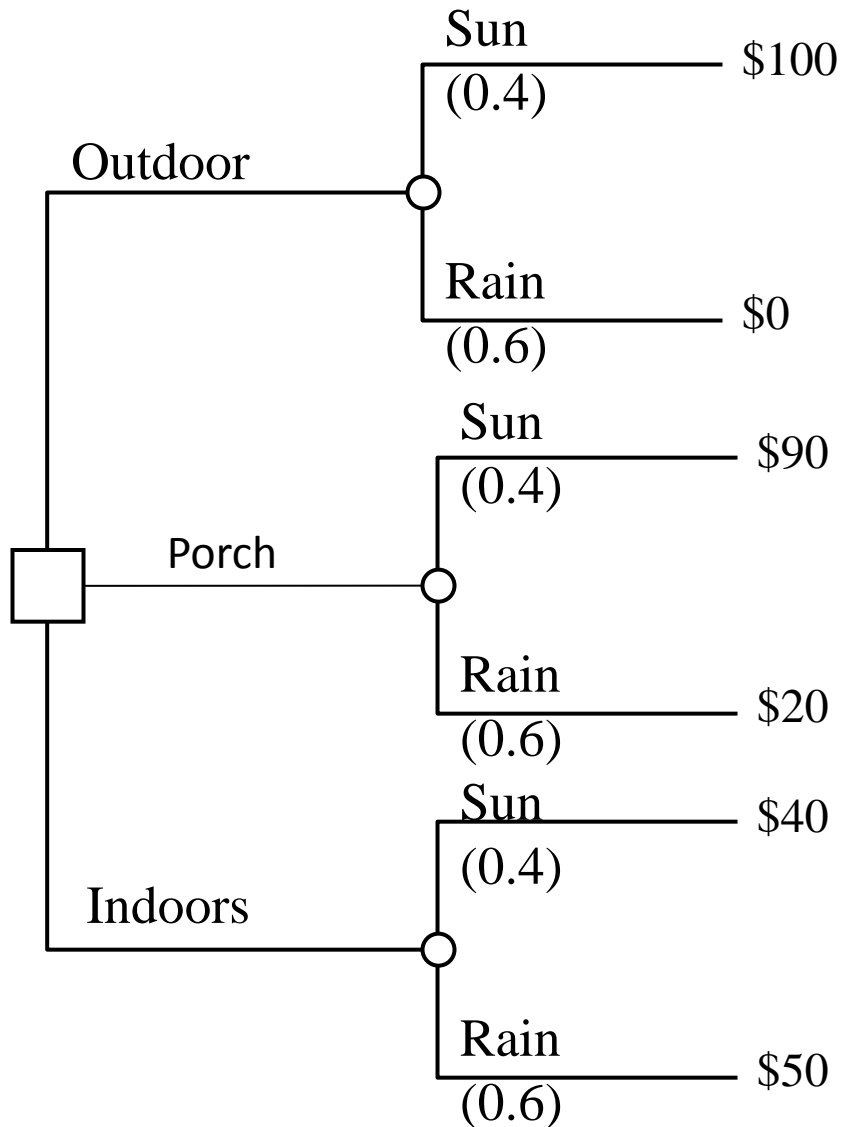 Sun
$100
(0.4)
Outdoor
Rain
$0
(0.6)
Sun
$90
(0.4)
Porch
Rain
$20
(0.6)
Sun
$40
(0.4)
Indoors
Rain
$50
(0.6)